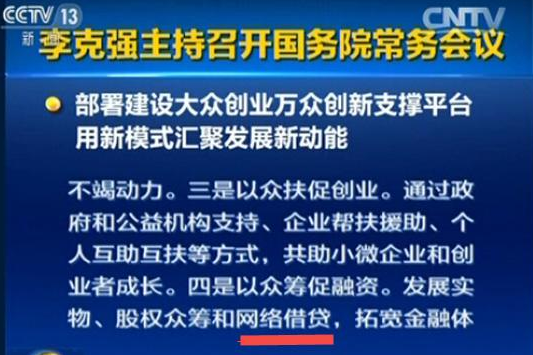 CCTV 13
CNTV
新闻
李克强主持召开国务院常务会议
部署建设大众创业万众创新支撑平台
用新模式汇聚发展新动能
不竭动力。三是以众扶促创业。通过政
府和公益机构支持、企业帮扶援助、个
人互助互扶等方式，共助小微企业和创
业者成长。四是以众筹促融资。发展实
物、股权众筹和网络借贷，拓宽金融体